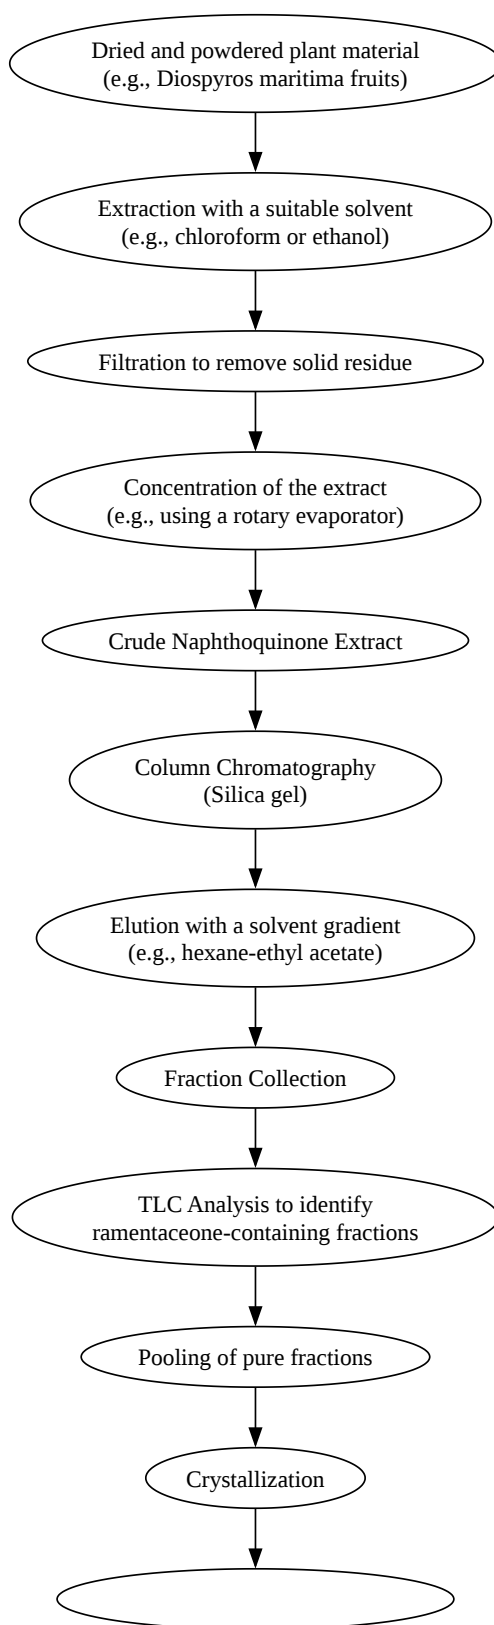 Dried and powdered plant material
(e.g., Diospyros maritima fruits)
Extraction with a suitable solvent
(e.g., chloroform or ethanol)
Filtration to remove solid residue
Concentration of the extract
(e.g., using a rotary evaporator)
Crude Naphthoquinone Extract
Column Chromatography
(Silica gel)
Elution with a solvent gradient
(e.g., hexane-ethyl acetate)
Fraction Collection
TLC Analysis to identify
ramentaceone-containing fractions
Pooling of pure fractions
Crystallization